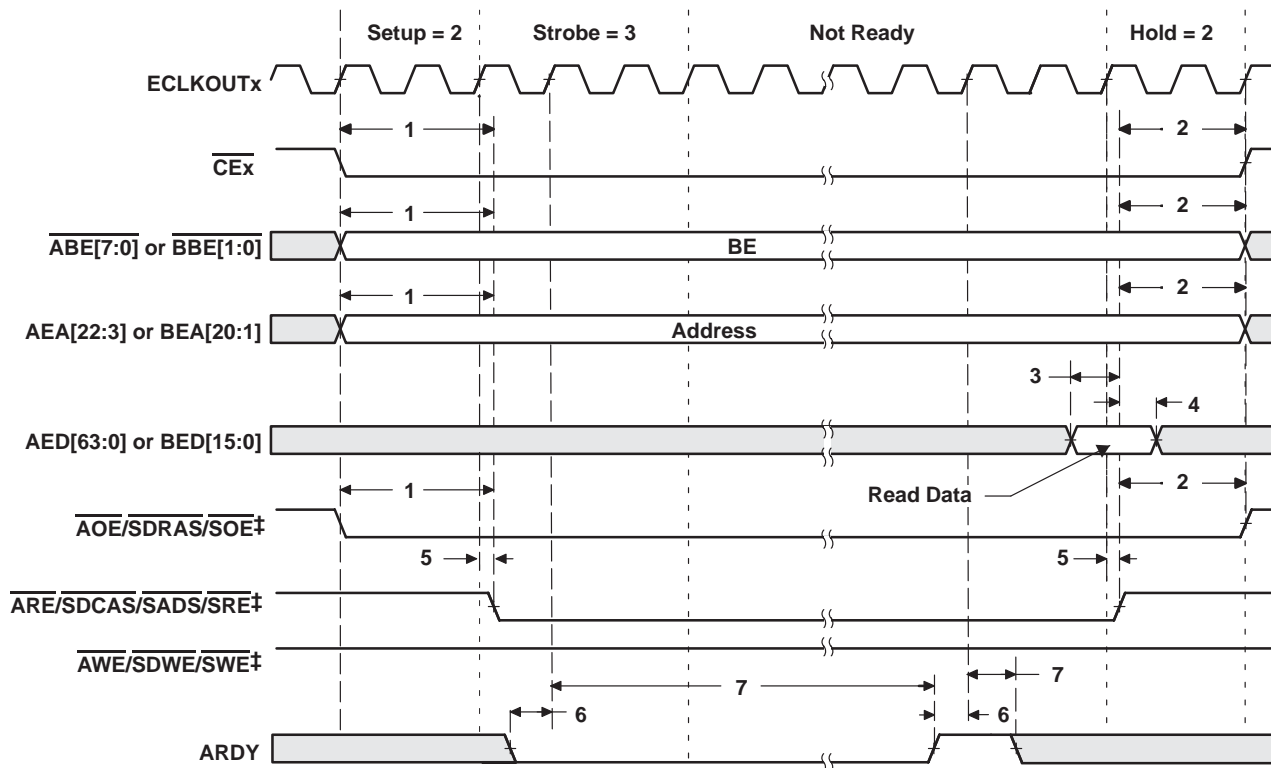 Setup = 2 Strobe = 3 Not Ready Hold = 2
ECLKOUTx
1 2
CEx
1 2
ABE[7:0] or BBE[1:0] BE
1 2
AEA[22:3] or BEA[20:1] Address
3
4
AED[63:0] or BED[15:0]
1 Read Data 2
AOE/SDRAS/SOE‡
5 5
ARE/SDCAS/SADS/SRE‡
AWE/SDWE/SWE‡
7 7
6 6
ARDY